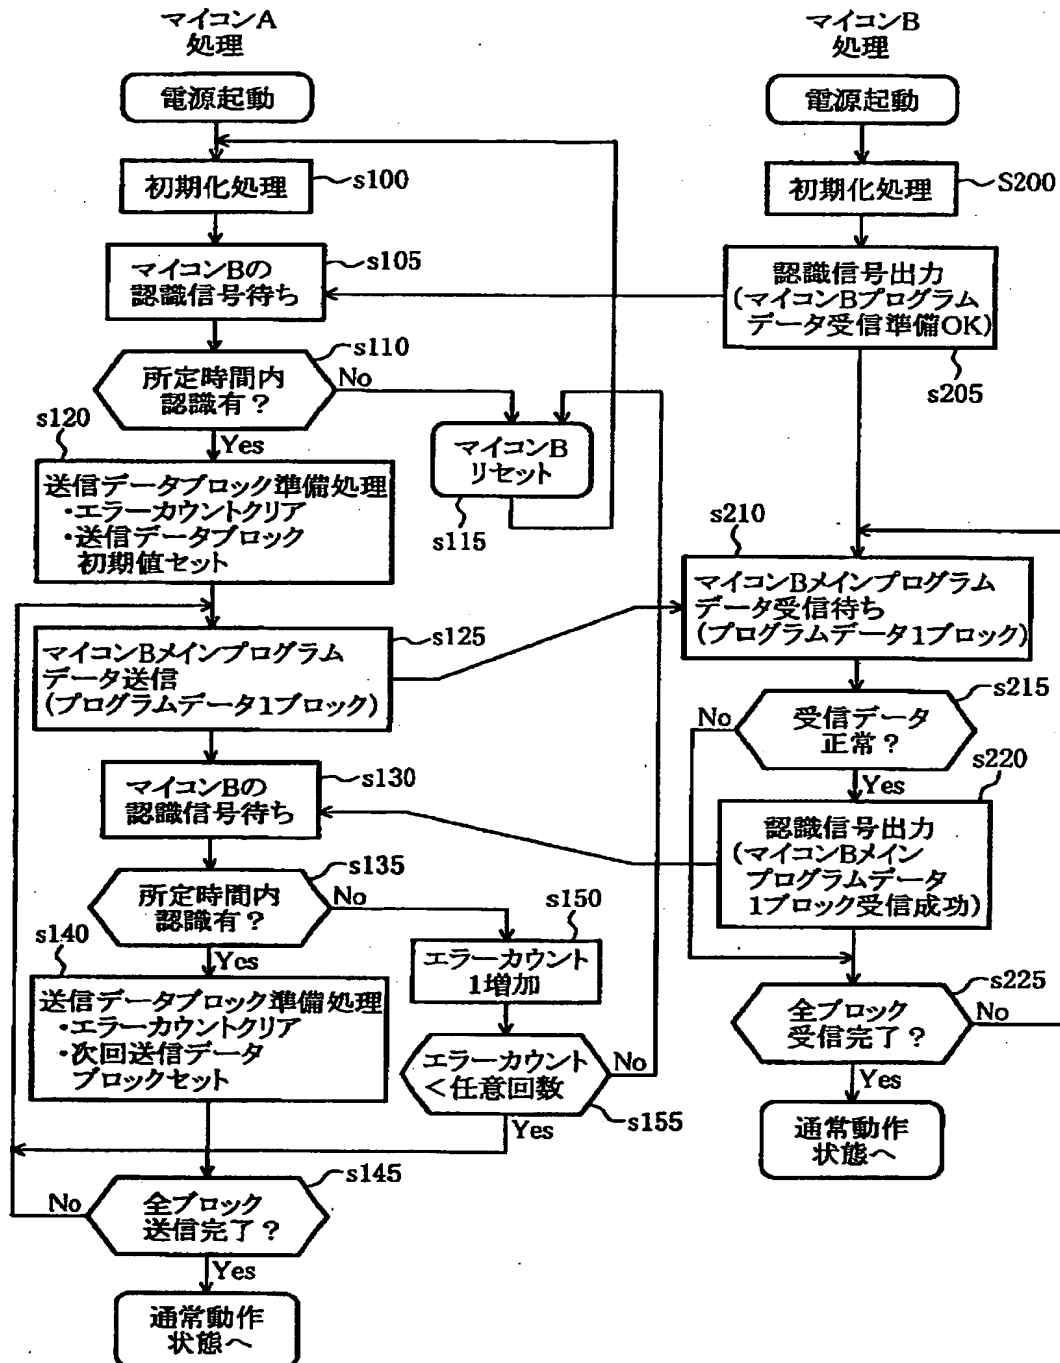 マイコンA
処理
電源起動
初期化処理
s100
マイコンBの
認識信号待ち
s105
所定時間内
認識有？
s110
No
Yes
マイコンB
リセット
s115
s120
送信データブロック準備処理
・エラーカウントクリア
・送信データブロック
初期値セット
マイコンBメインプログラム
データ送信
(プログラムデータ1ブロック)
s125
マイコンBの
認識信号待ち
s130
所定時間内
認識有？
s135
No
Yes
s140
送信データブロック準備処理
・エラーカウントクリア
・次回送信データ
ブロックセット
s150
エラーカウント
1増加
エラーカウント
<任意回数
No
s155
Yes
全ブロック
送信完了？
s145
No
Yes
通常動作
状態へ
マイコンB
処理
電源起動
初期化処理
S200
認識信号出力
(マイコンBプログラム
データ受信準備OK)
s205
s210
マイコンBメインプログラム
データ受信待ち
(プログラムデータ1ブロック)
受信データ
正常？
s215
No
Yes
s220
認識信号出力
(マイコンBメイン
プログラムデータ
1ブロック受信成功)
全ブロック
受信完了？
s225
No
Yes
通常動作
状態へ